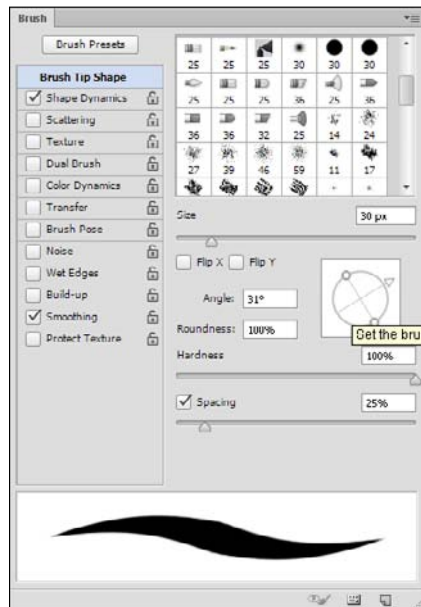 Brush
Brush Presets
Brush Tip Shape
Shape Dynamics
Scattering
Texture
Dual Brush
Color Dynamics
Transfer
Brush Pose
Noise
Wet Edges
Build-up
Smoothing
Protect Texture
25 25 25 30 30 30
25 25 25 36 25 36
36 36 32 25 14 24
27 39 46 59 11 17
Size 30 px
Flip X Flip Y
Angle: 31°
Roundness: 100%
Set the bru
Hardness 100%
Spacing 25%